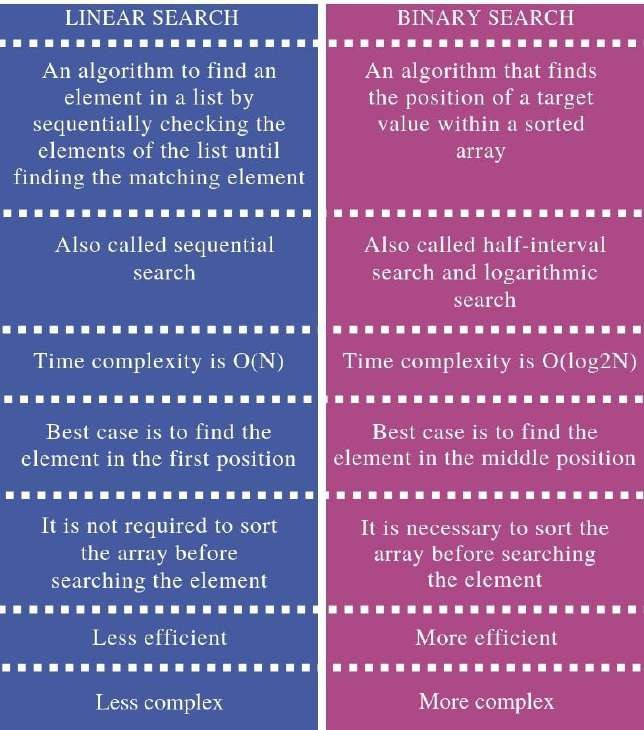 LINEAR SEARCH
An algorithm to find an
element in a list by
sequentially checking the
elements of the list until
finding the matching element
Also called sequential
search
Time complexity is O(N)
Best case is to find the
element in the first position
It is not required to sort
the array before
searching the element
Less efficient
Less complex
BINARY SEARCH
An algorithm that finds
the position of a target
value within a sorted
array
Also called half-interval
search and logarithmic
search
Time complexity is O(log2N)
Best case is to find the
element in the middle position
It is necessary to sort the
array before searching
the element
More efficient
More complex